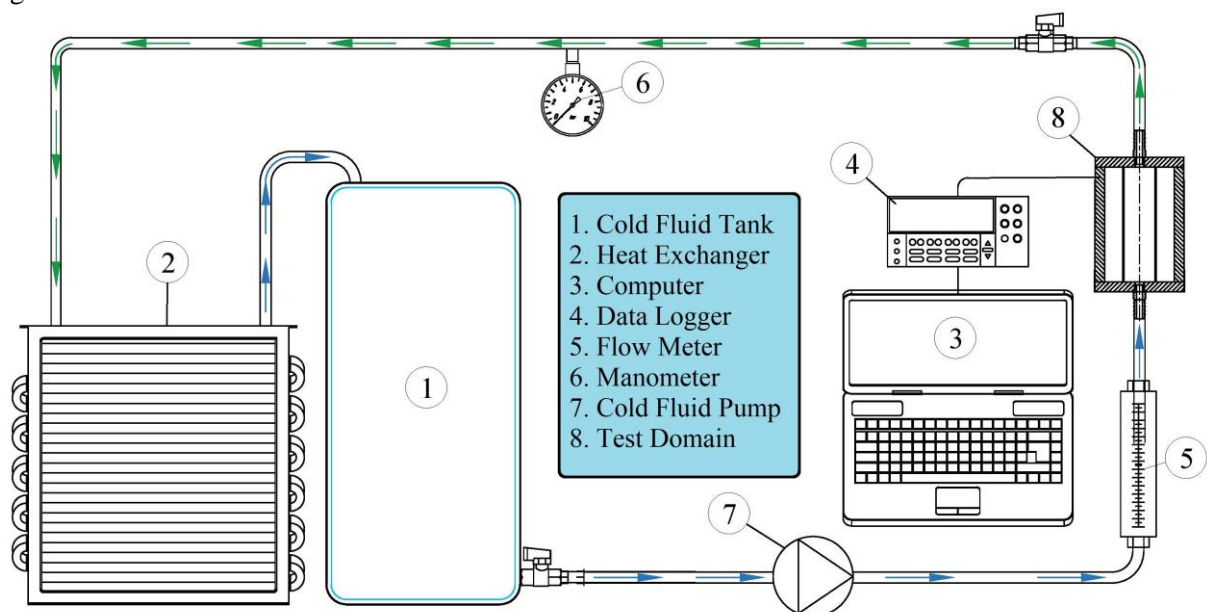 6
8
4
2
1. Cold Fluid Tank
2. Heat Exchanger
3. Computer
4. Data Logger
5. Flow Meter
6. Manometer
7. Cold Fluid Pump
8. Test Domain
3
1
5
7